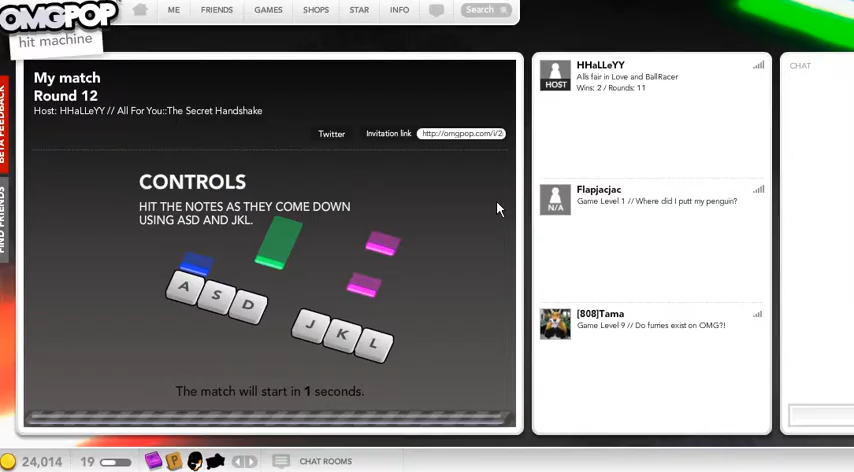 OMGPOP
hit machine
ME
FRIENDS
GAMES
SHOPS
STAR
INFO
Search
BETA FEEDBACK
FIND FRIENDS
My match
Round 12
Host: HHaLLeYY // All For You::The Secret Handshake
Twitter
Invitation link
http://omgpop.com/i/2
CONTROLS
HIT THE NOTES AS THEY COME DOWN
USING ASD AND JKL.
A
S
D
J
K
L
The match will start in 1 seconds.
HHaLLeYY
Alls fair in Love and BallRacer
Wins: 2 / Rounds: 11
HOST
Flapjacjac
Game Level 1 // Where did I putt my penguin?
N/A
[808]Tama
Game Level 9 // Do furries exist on OMG?!
CHAT
24,014
19
P
CHAT ROOMS